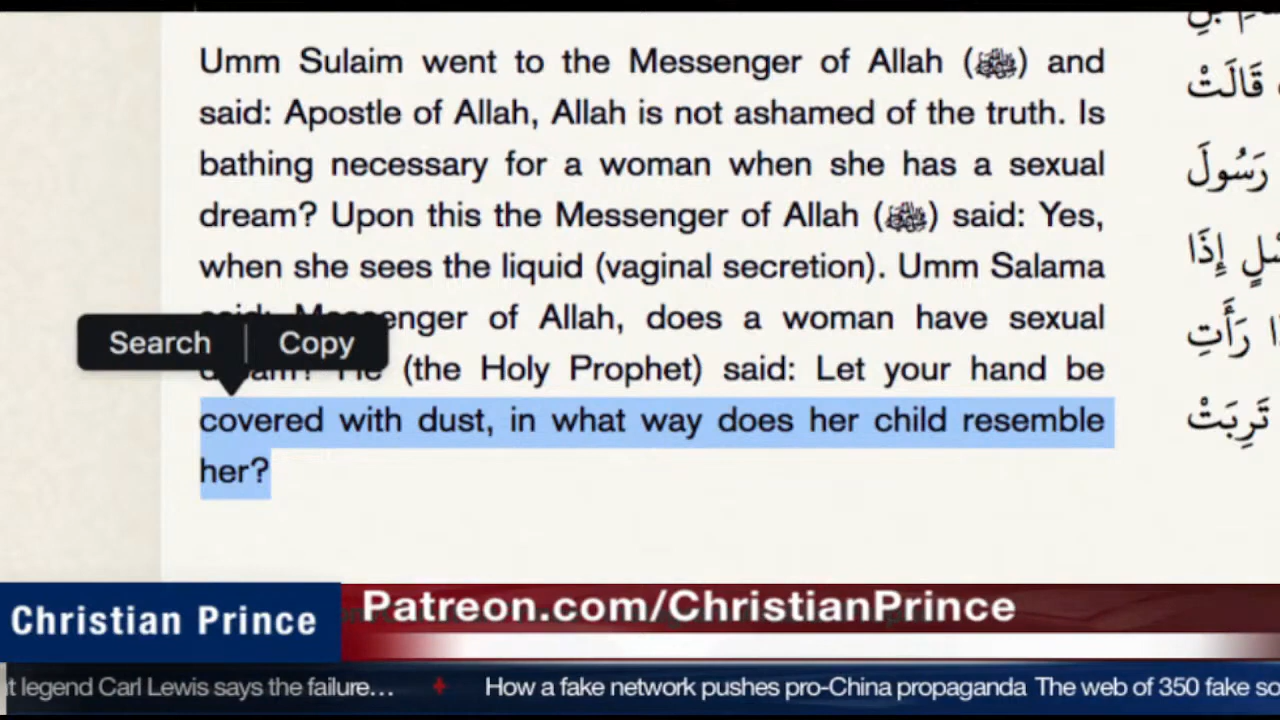 Umm Sulaim went to the Messenger of Allah (ﷺ) and
said: Apostle of Allah, Allah is not ashamed of the truth. Is
bathing necessary for a woman when she has a sexual
dream? Upon this the Messenger of Allah (ﷺ) said: Yes,
when she sees the liquid (vaginal secretion). Umm Salama
said: Messenger of Allah, does a woman have sexual
dream? He (the Holy Prophet) said: Let your hand be
covered with dust, in what way does her child resemble
her?
Search
Copy
قَالَتْ
رَسُولَ
إِذَا
رَأَتِ
تَرِبَتْ
Christian Prince
Patreon.com/ChristianPrince
legend Carl Lewis says the failure…
How a fake network pushes pro-China propaganda The web of 350 fake